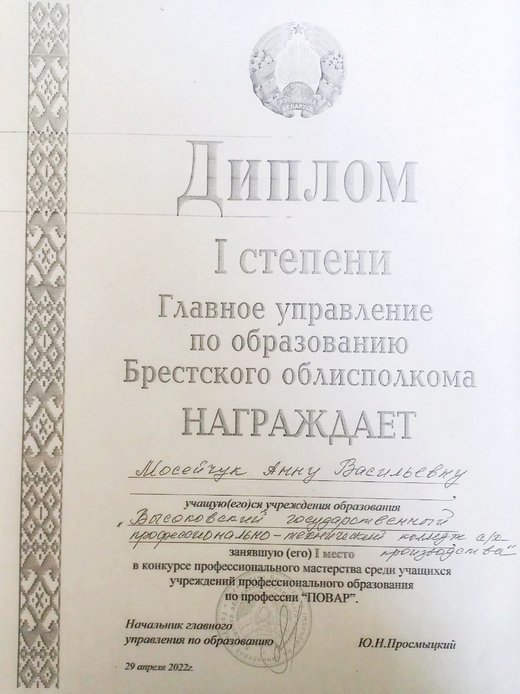 РЭСПУБЛІКА
БЕЛАРУСЬ
Диплом
I степени
Главное управление
по образованию
Брестского облисполкома
НАГРАЖДАЕТ
Мосейчук Анну Васильевну
учащую(его)ся учреждения образования
„Высоковский государственный
профессионально-технический колледж с/х
производства"
занявшую (его) I место
в конкурсе профессионального мастерства среди учащихся
учреждений профессионального образования
по профессии "ПОВАР".
Начальник главного
управления по образованию Ю.Н.Просмыцкий
29 апреля 2022г.